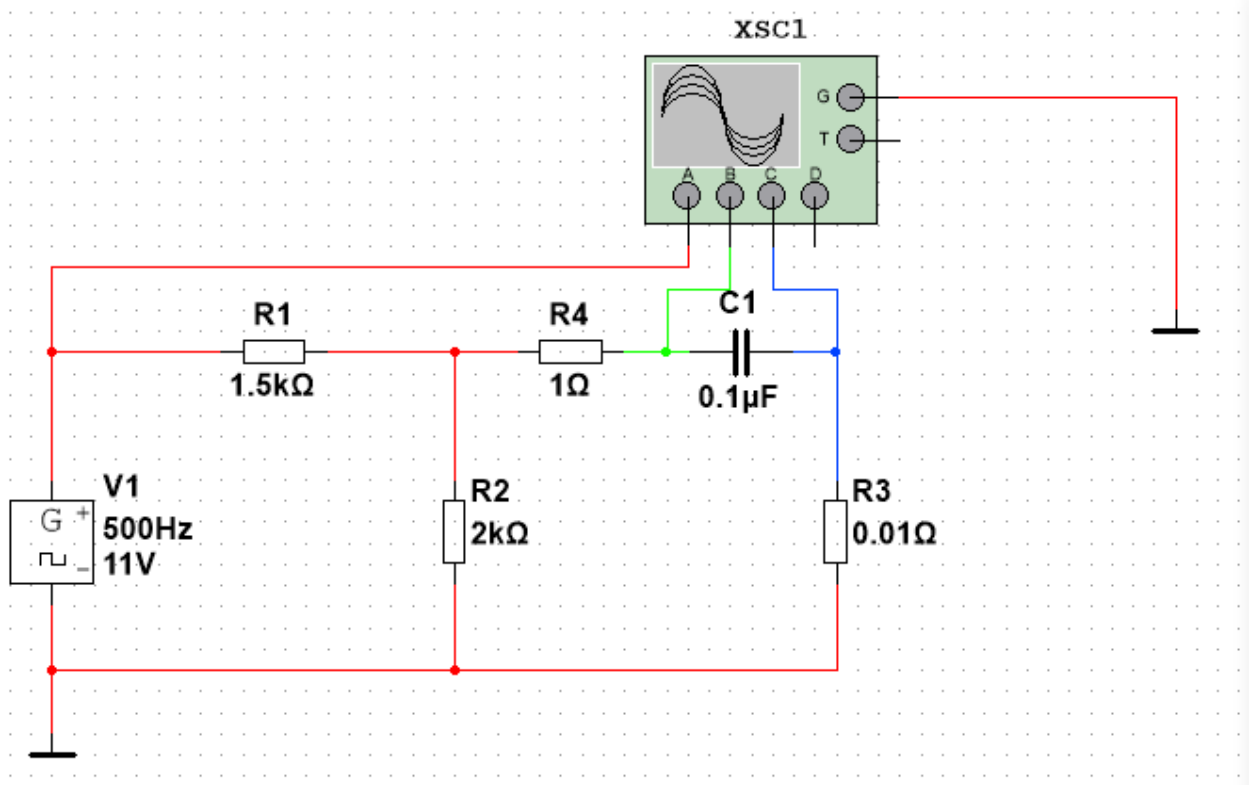 XSC1
G
T
A B C D
R1
1.5kΩ
R4
1Ω
C1
0.1µF
V1
500Hz
11V
G +
–
R2
2kΩ
R3
0.01Ω